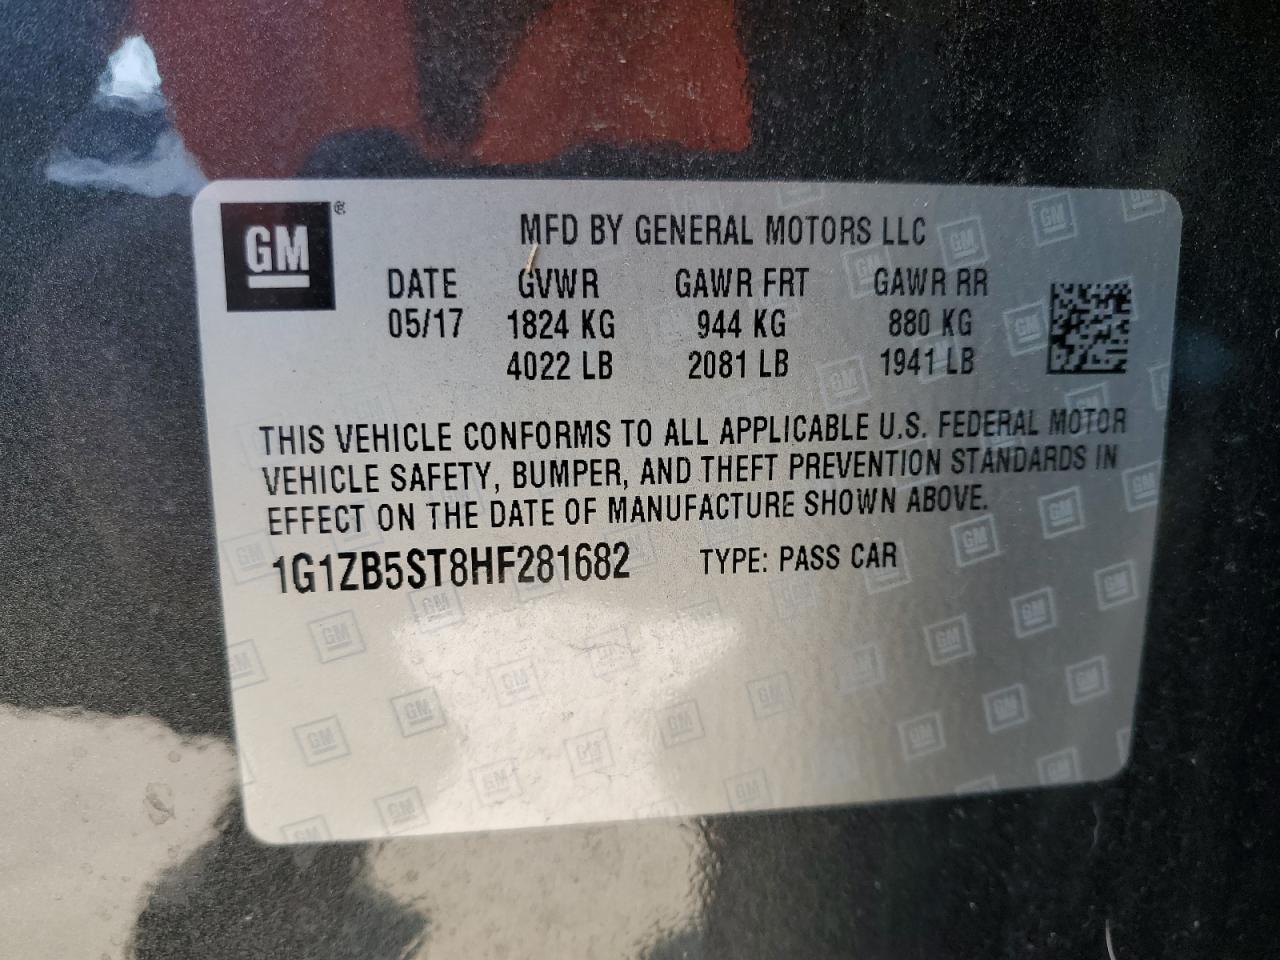 GM ®
MFD BY GENERAL MOTORS LLC
DATE GVWR GAWR FRT GAWR RR
05/17 1824 KG 944 KG 880 KG
4022 LB 2081 LB 1941 LB
THIS VEHICLE CONFORMS TO ALL APPLICABLE U.S. FEDERAL MOTOR
VEHICLE SAFETY, BUMPER, AND THEFT PREVENTION STANDARDS IN
EFFECT ON THE DATE OF MANUFACTURE SHOWN ABOVE.
1G1ZB5ST8HF281682 TYPE: PASS CAR